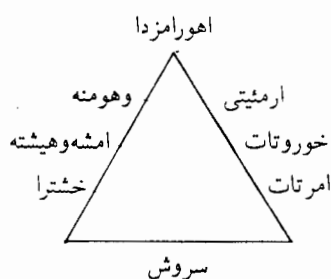 اهورامزدا
وهومنه
ارمئیتی
امشه‌وهیشته
خوروتات
خشترا
امرتات
سروش